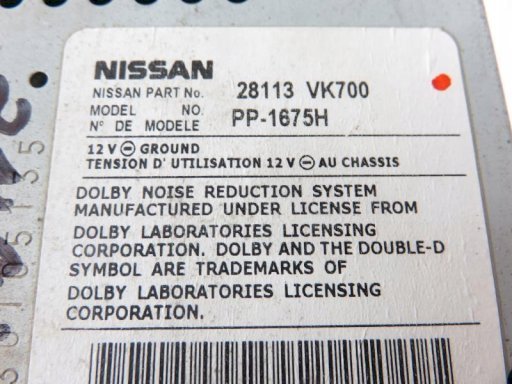 NISSAN
NISSAN PART No. 28113 VK700
MODEL NO.
N° DE MODELE PP-1675H
12 V ⊖ GROUND
TENSION D' UTILISATION 12 V ⊖ AU CHASSIS
DOLBY NOISE REDUCTION SYSTEM
MANUFACTURED UNDER LICENSE FROM
DOLBY LABORATORIES LICENSING
CORPORATION. DOLBY AND THE DOUBLE-D
SYMBOL ARE TRADEMARKS OF
DOLBY LABORATORIES LICENSING
CORPORATION.